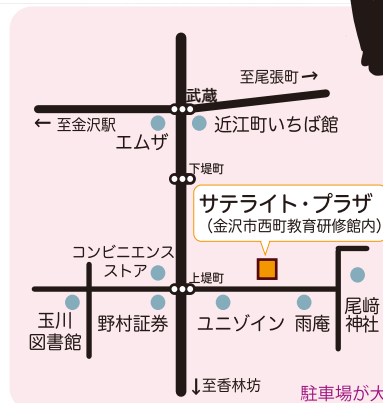 至尾張町→
武蔵
←至金沢駅
エムザ
近江町いちば館
下堤町
サテライト・プラザ
(金沢市西町教育研修館内)
コンビニエンス
ストア
上堤町
玉川
図書館
野村証券
ユニゾイン
雨庵
尾﨑
神社
↓至香林坊
駐車場が大